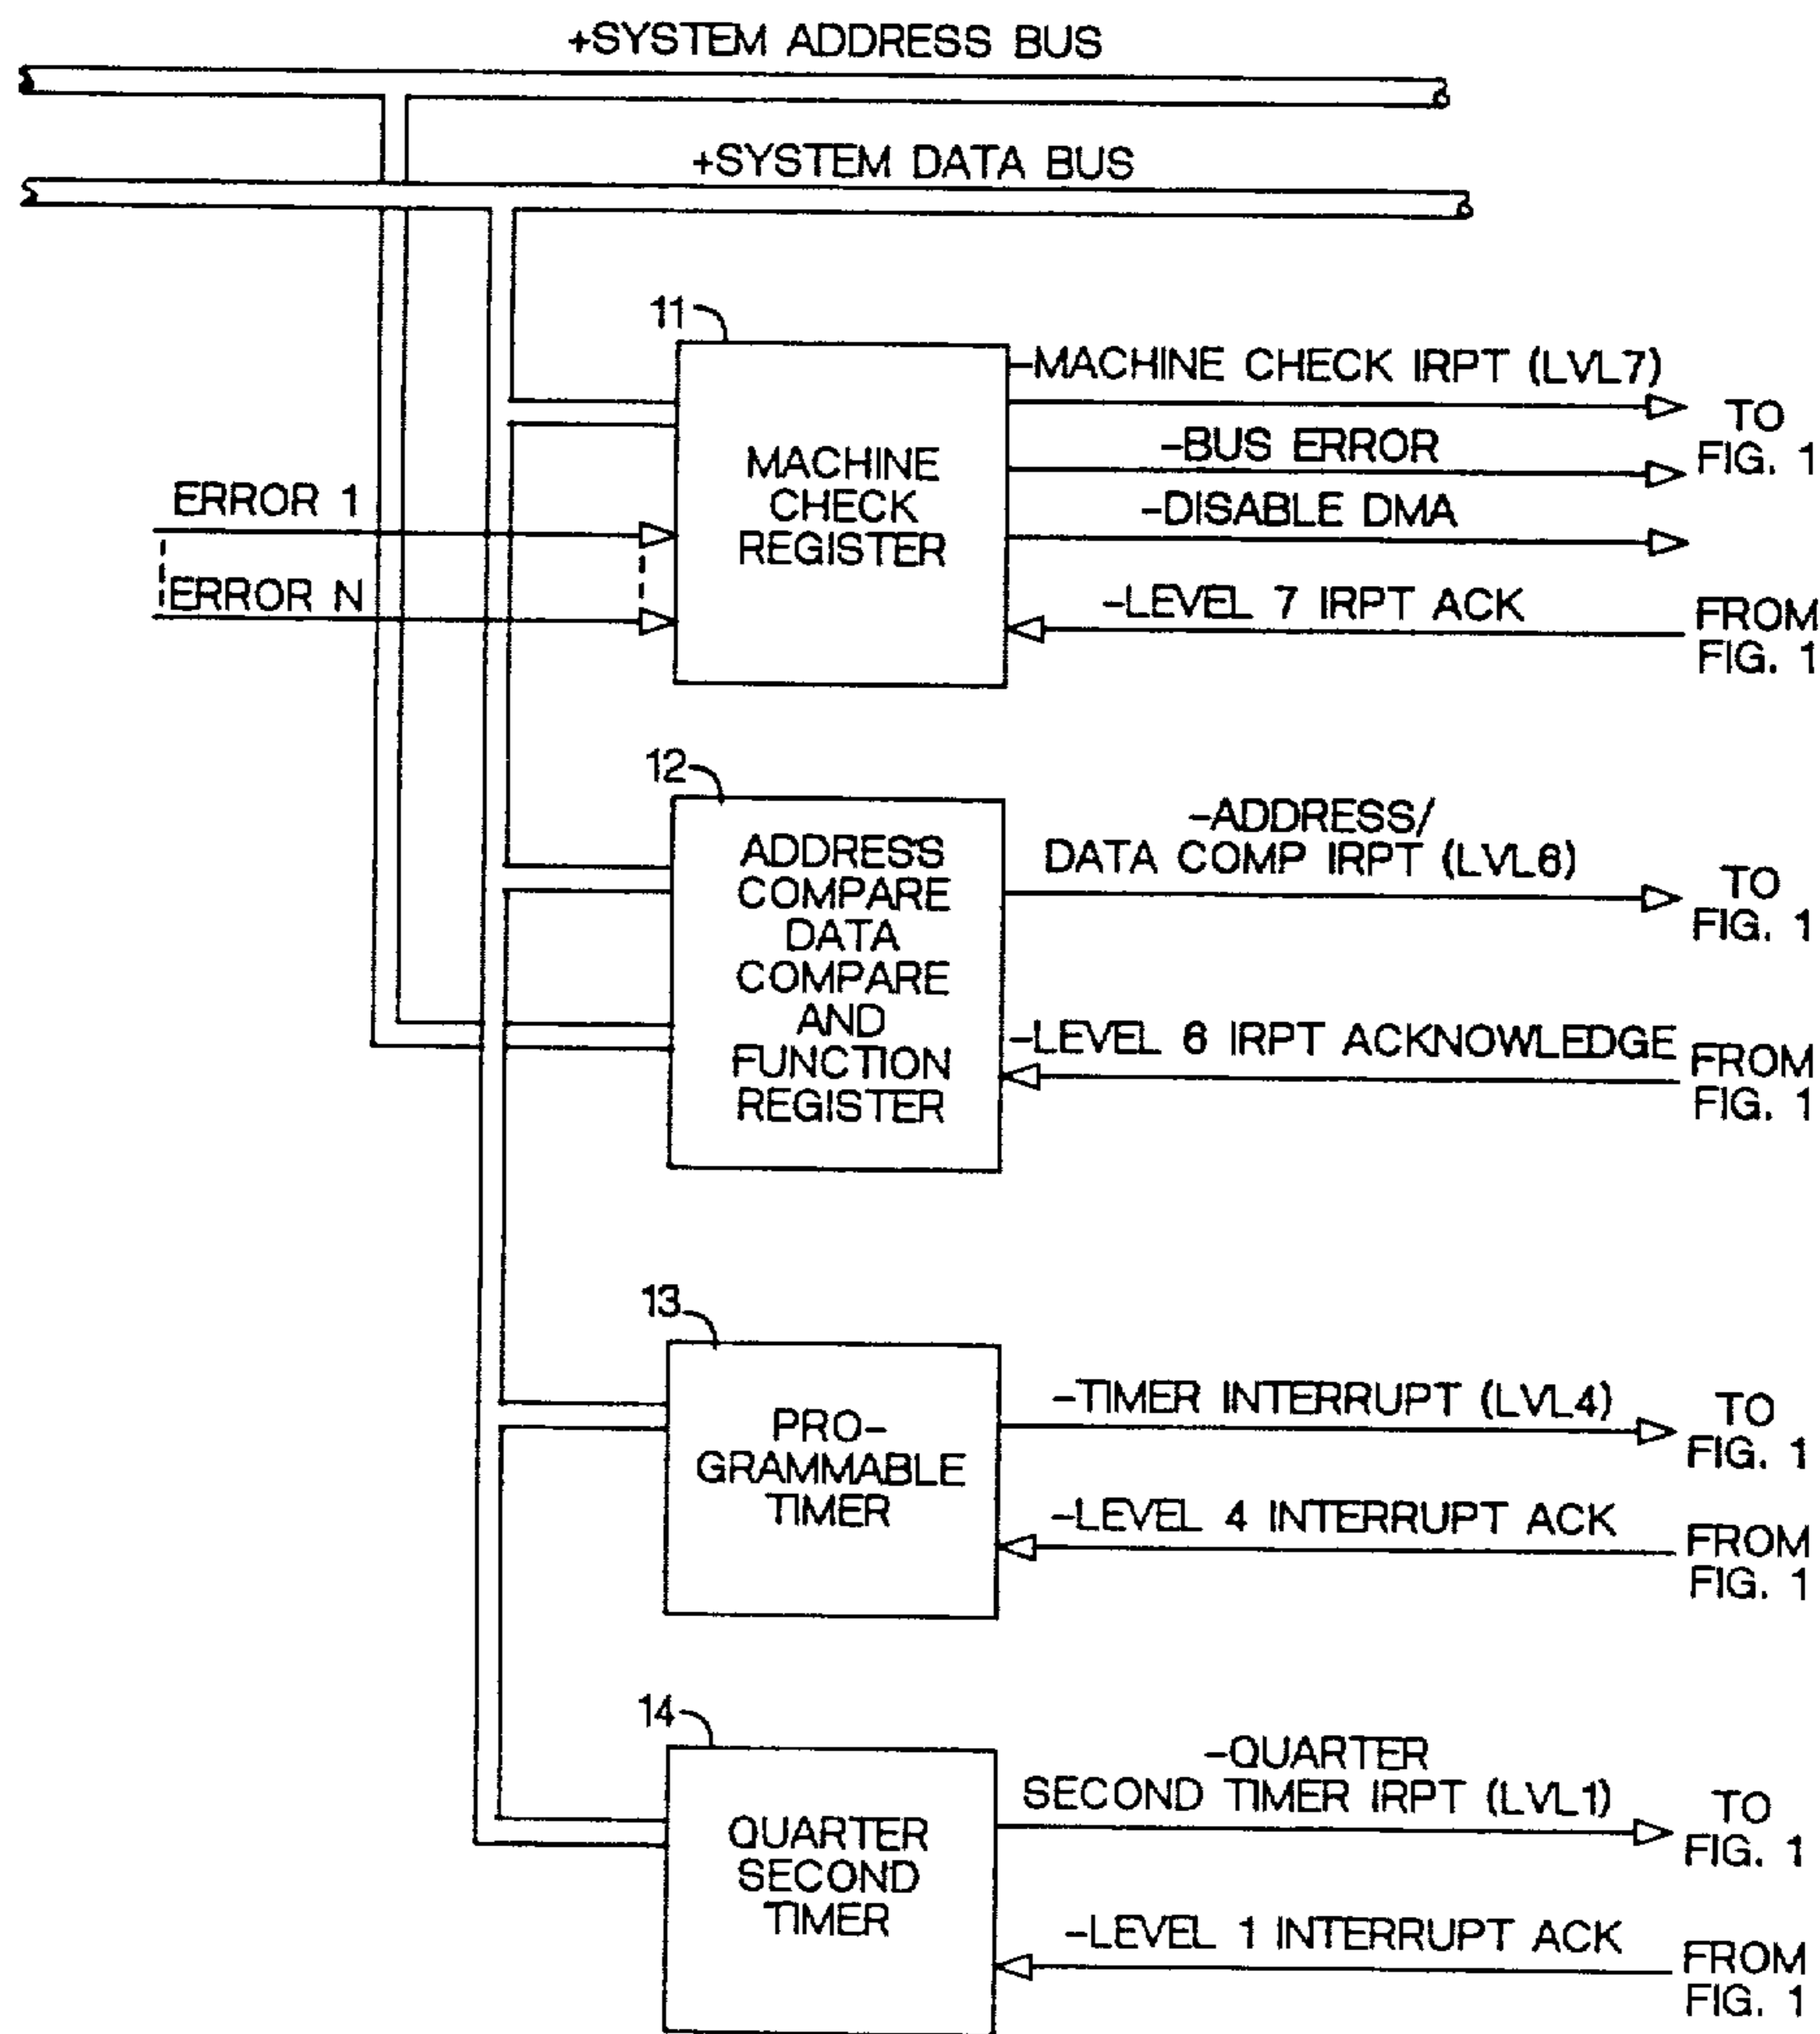 +SYSTEM ADDRESS BUS
+SYSTEM DATA BUS
11
-MACHINE CHECK IRPT (LVL7)
TO
FIG. 1
-BUS ERROR
-DISABLE DMA
MACHINE
CHECK
REGISTER
ERROR 1
ERROR N
-LEVEL 7 IRPT ACK
FROM
FIG. 1
12
ADDRESS
COMPARE
DATA
COMPARE
AND
FUNCTION
REGISTER
-ADDRESS/
DATA COMP IRPT (LVL6)
TO
FIG. 1
-LEVEL 6 IRPT ACKNOWLEDGE
FROM
FIG. 1
13
PRO-
GRAMMABLE
TIMER
-TIMER INTERRUPT (LVL4)
TO
FIG. 1
-LEVEL 4 INTERRUPT ACK
FROM
FIG. 1
14
QUARTER
SECOND
TIMER
-QUARTER
SECOND TIMER IRPT (LVL1)
TO
FIG. 1
-LEVEL 1 INTERRUPT ACK
FROM
FIG. 1